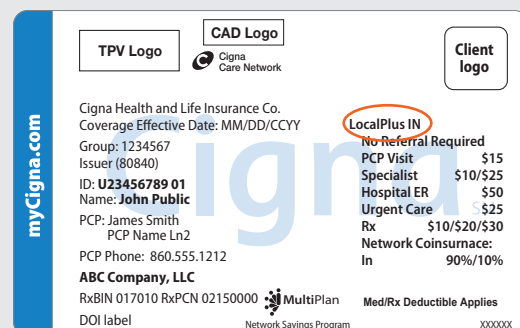 TPV Logo
CAD Logo
Cigna
Care Network
Client
logo
myCigna.com
Cigna
Cigna Health and Life Insurance Co.
Coverage Effective Date: MM/DD/CCYY
Group: 1234567
Issuer (80840)
ID: U23456789 01
Name: John Public
PCP: James Smith
PCP Name Ln2
PCP Phone: 860.555.1212
ABC Company, LLC
RxBIN 017010 RxPCN 02150000
DOI label
MultiPlan
Network Savings Program
LocalPlus IN
No Referral Required
PCP Visit $15
Specialist $10/$25
Hospital ER $50
Urgent Care S$25
Rx $10/$20/$30
Network Coinsurnace:
In 90%/10%
Med/Rx Deductible Applies
XXXXXX